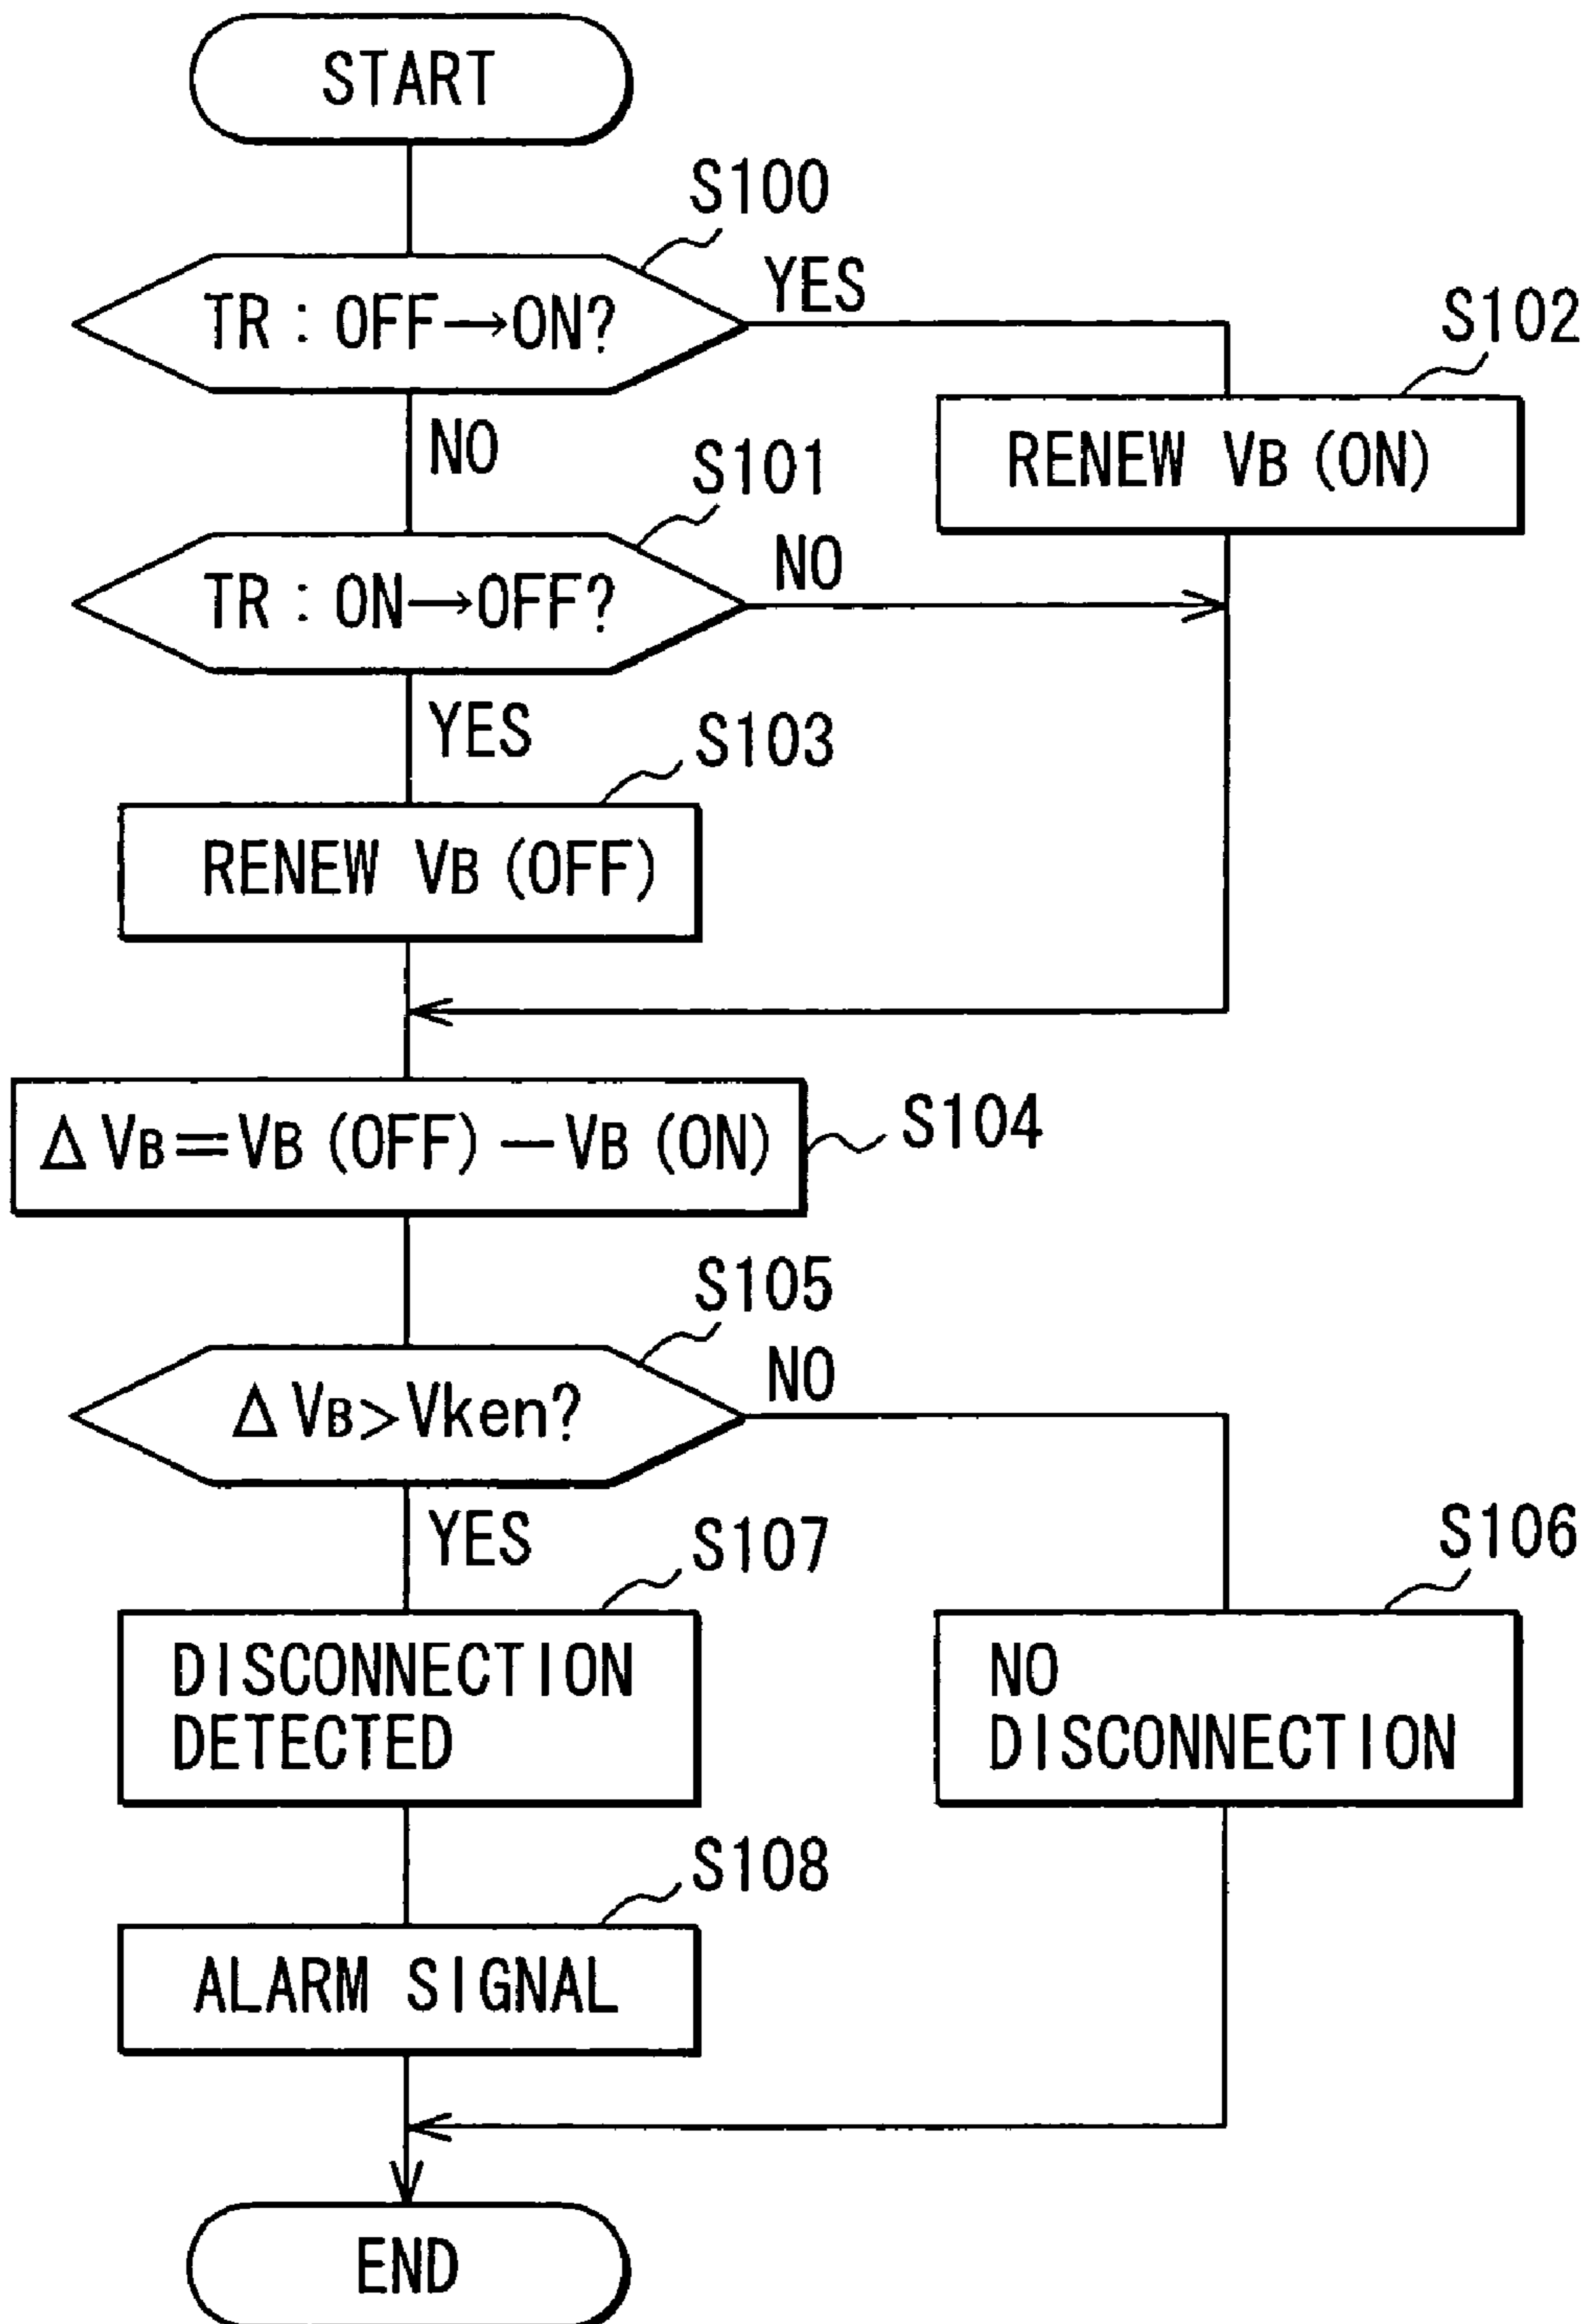 START
S100
TR : OFF→ON?
YES
S102
RENEW VB (ON)
NO
S101
TR : ON→OFF?
NO
YES
S103
RENEW VB (OFF)
Δ VB=VB (OFF) −VB (ON)
S104
S105
Δ VB>Vken?
NO
YES
S107
S106
DISCONNECTION
DETECTED
NO
DISCONNECTION
S108
ALARM SIGNAL
END